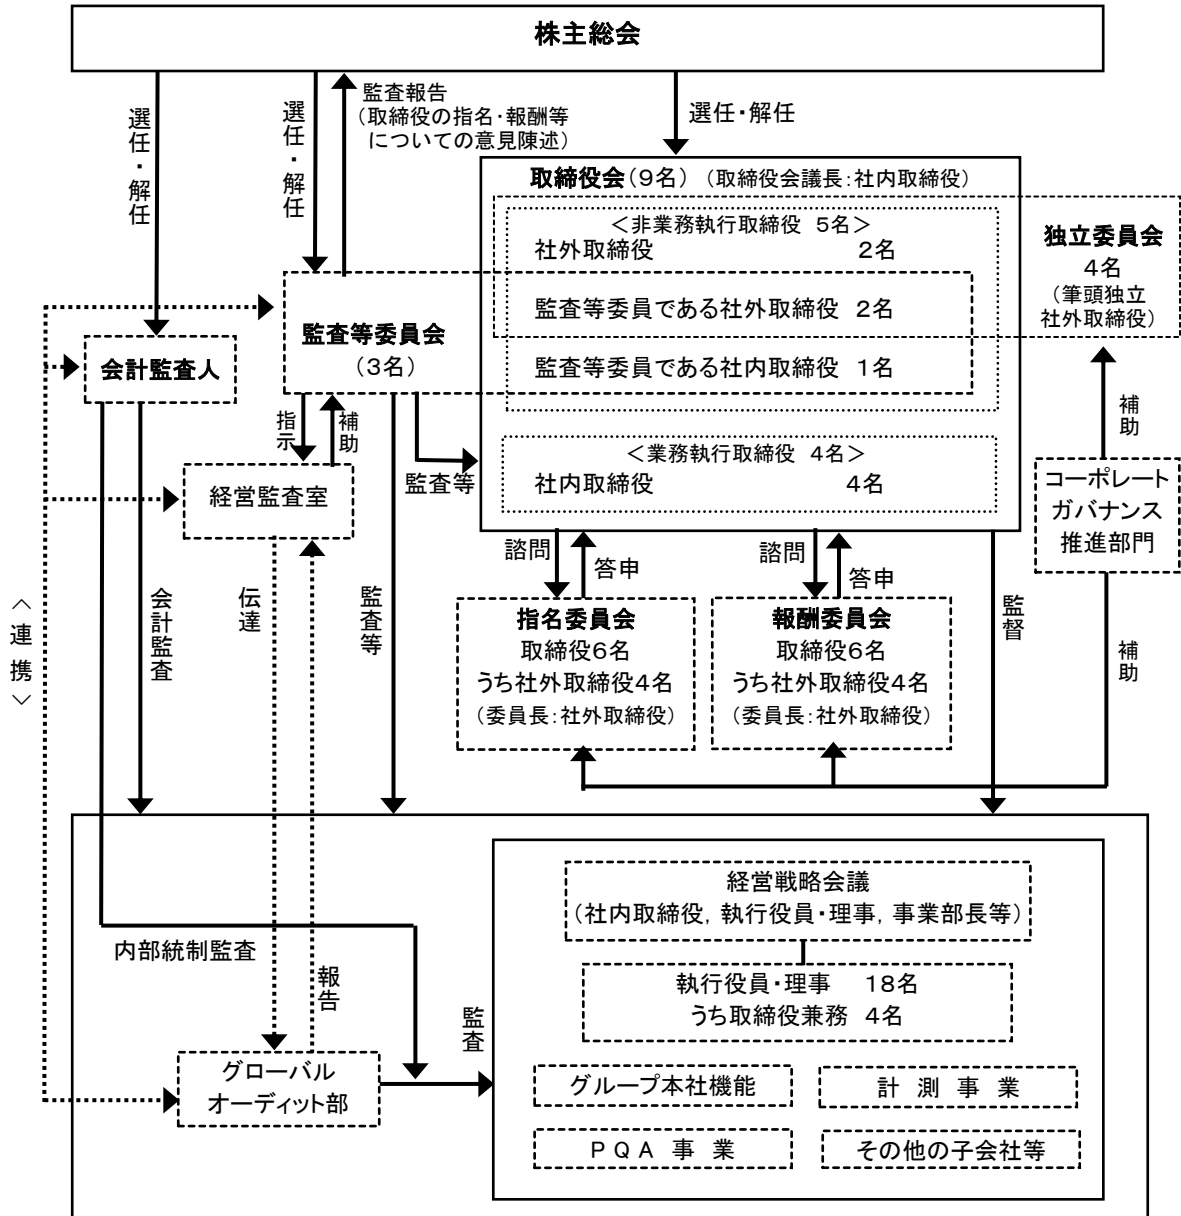 株主総会
選任・解任
選任・解任
監査報告
(取締役の指名・報酬等
についての意見陳述)
選任・解任
取締役会(9名) (取締役会議長:社内取締役)
<非業務執行取締役 5名>
社外取締役 2名
監査等委員である社外取締役 2名
監査等委員である社内取締役 1名
独立委員会
4名
(筆頭独立
社外取締役)
監査等委員会
(3名)
会計監査人
指示
補助
監査等
<業務執行取締役 4名>
社内取締役 4名
補助
コーポレート
ガバナンス
推進部門
経営監査室
諮問
答申
諮問
答申
<連携>
会計監査
伝達
監査等
指名委員会
取締役6名
うち社外取締役4名
(委員長:社外取締役)
報酬委員会
取締役6名
うち社外取締役4名
(委員長:社外取締役)
監督
補助
経営戦略会議
(社内取締役, 執行役員・理事, 事業部長等)
執行役員・理事 18名
うち取締役兼務 4名
内部統制監査
報告
監査
グローバル
オーディット部
グループ本社機能
計測事業
PQA事業
その他の子会社等